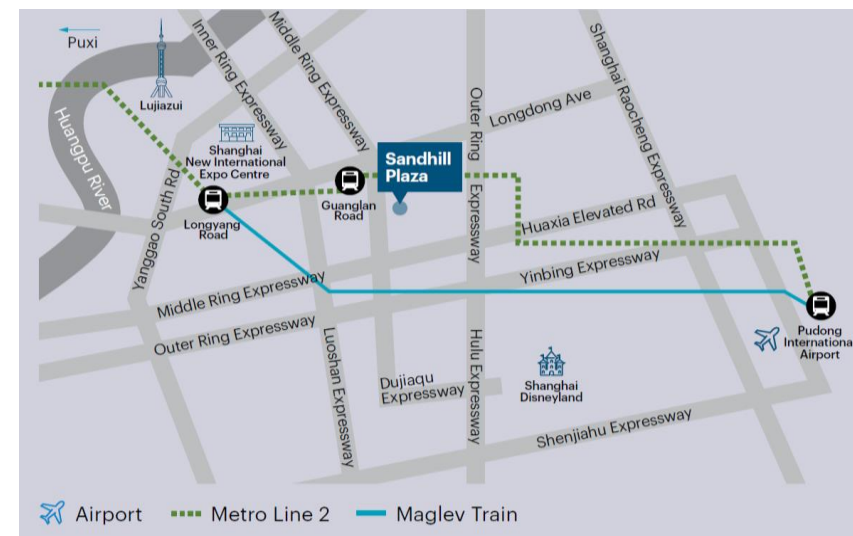 Puxi
Lujiazui
Huangpu River
Inner Ring Expressway
Middle Ring Expressway
Shanghai Raocheng Expressway
Outer Ring
Expressway
Longdong Ave
Shanghai
New International
Expo Centre
Sandhill
Plaza
Guanglan
Road
Longyang
Road
Yanggao South Rd
Huaxia Elevated Rd
Yinbing Expressway
Middle Ring Expressway
Outer Ring Expressway
Luoshan Expressway
Hulu Expressway
Dujiaqu
Expressway
Shanghai
Disneyland
Pudong
Internationa
Airport
Shenjiahu Expressway
Airport
Metro Line 2
Maglev Train